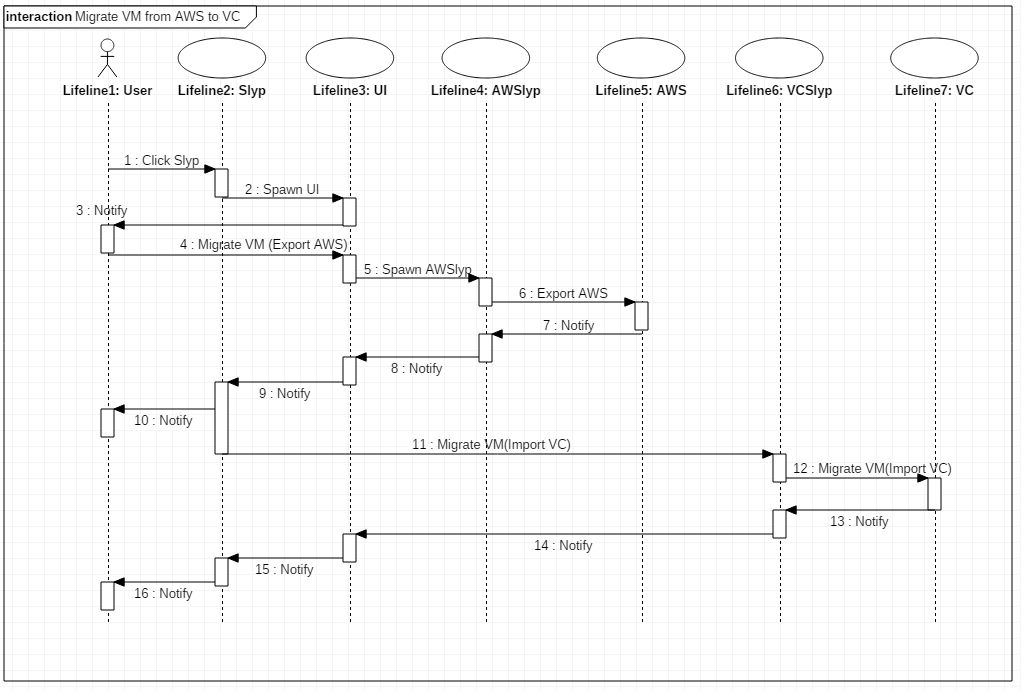 interaction Migrate VM from AWS to VC
Lifeline1: User
Lifeline2: Slyp
Lifeline3: UI
Lifeline4: AWSlyp
Lifeline5: AWS
Lifeline6: VCSlyp
Lifeline7: VC
1 : Click Slyp
2 : Spawn UI
3 : Notify
4 : Migrate VM (Export AWS)
5 : Spawn AWSlyp
6 : Export AWS
7 : Notify
8 : Notify
9 : Notify
10 : Notify
11 : Migrate VM(Import VC)
12 : Migrate VM(Import VC)
13 : Notify
14 : Notify
15 : Notify
16 : Notify